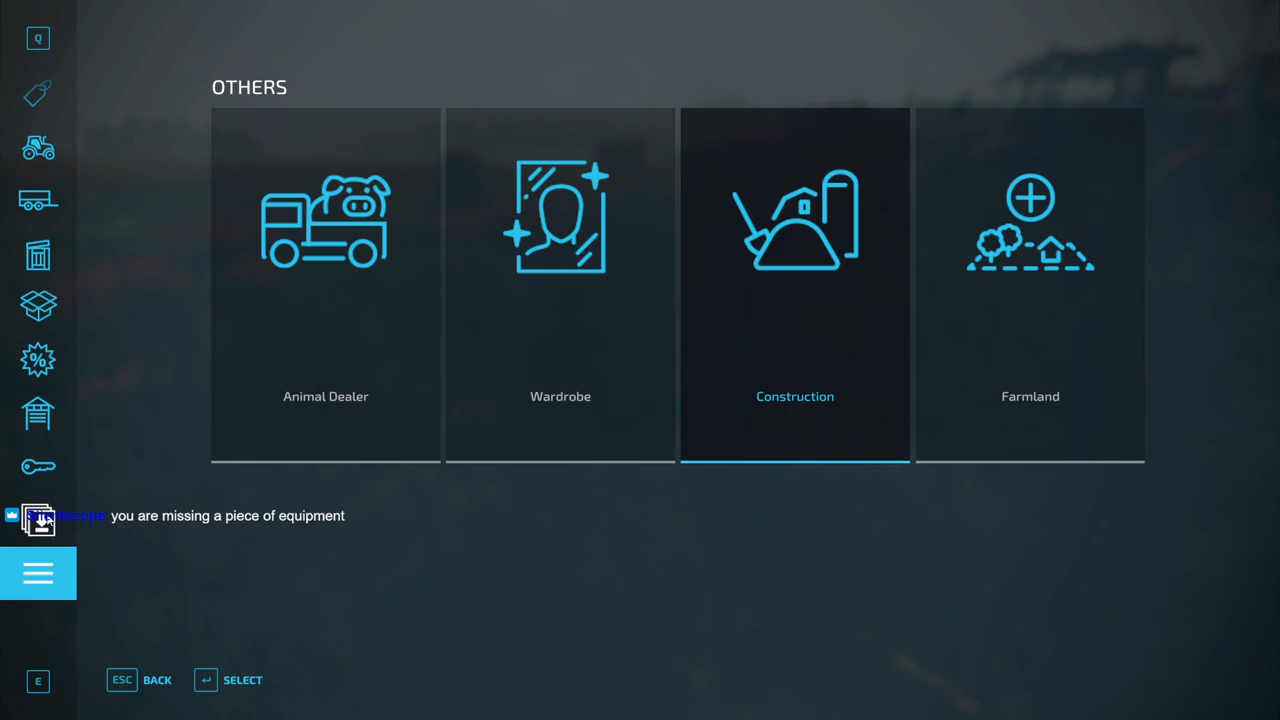 Q
OTHERS
%
Animal Dealer
Wardrobe
Construction
Farmland
you are missing a piece of equipment
E
ESC BACK
SELECT